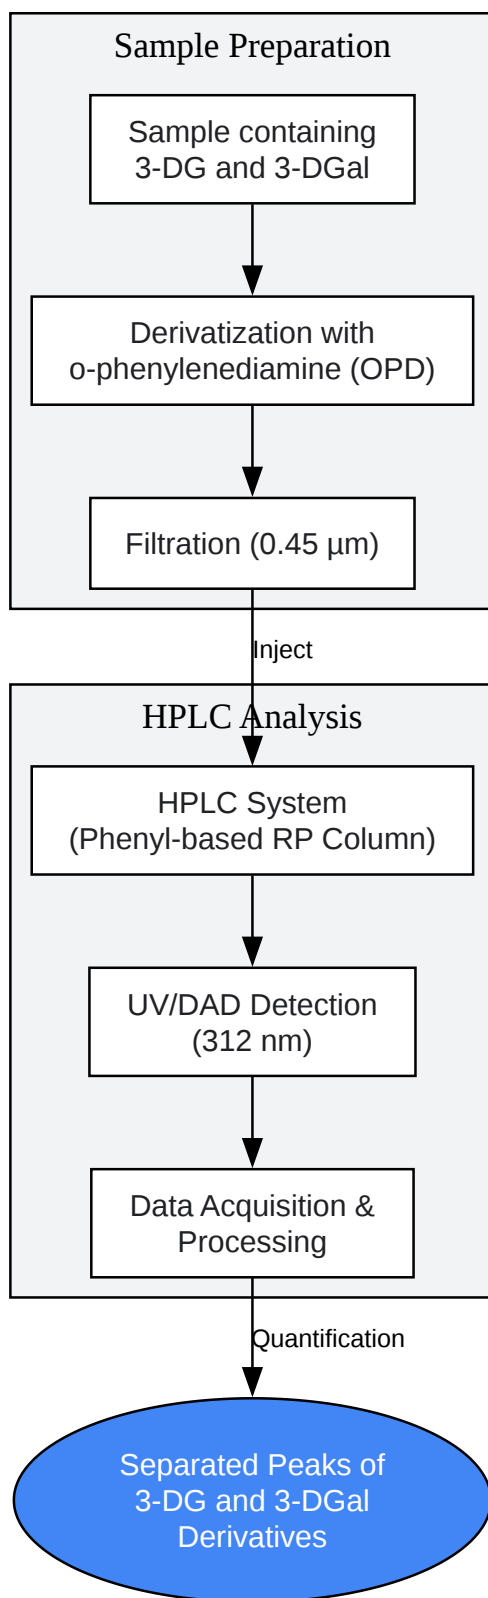 Sample Preparation
Sample containing
3-DG and 3-DGal
Derivatization with
o-phenylenediamine (OPD)
Filtration (0.45 µm)
Inject
HPLC Analysis
HPLC System
(Phenyl-based RP Column)
UV/DAD Detection
(312 nm)
Data Acquisition &
Processing
Quantification
Separated Peaks of
3-DG and 3-DGal
Derivatives